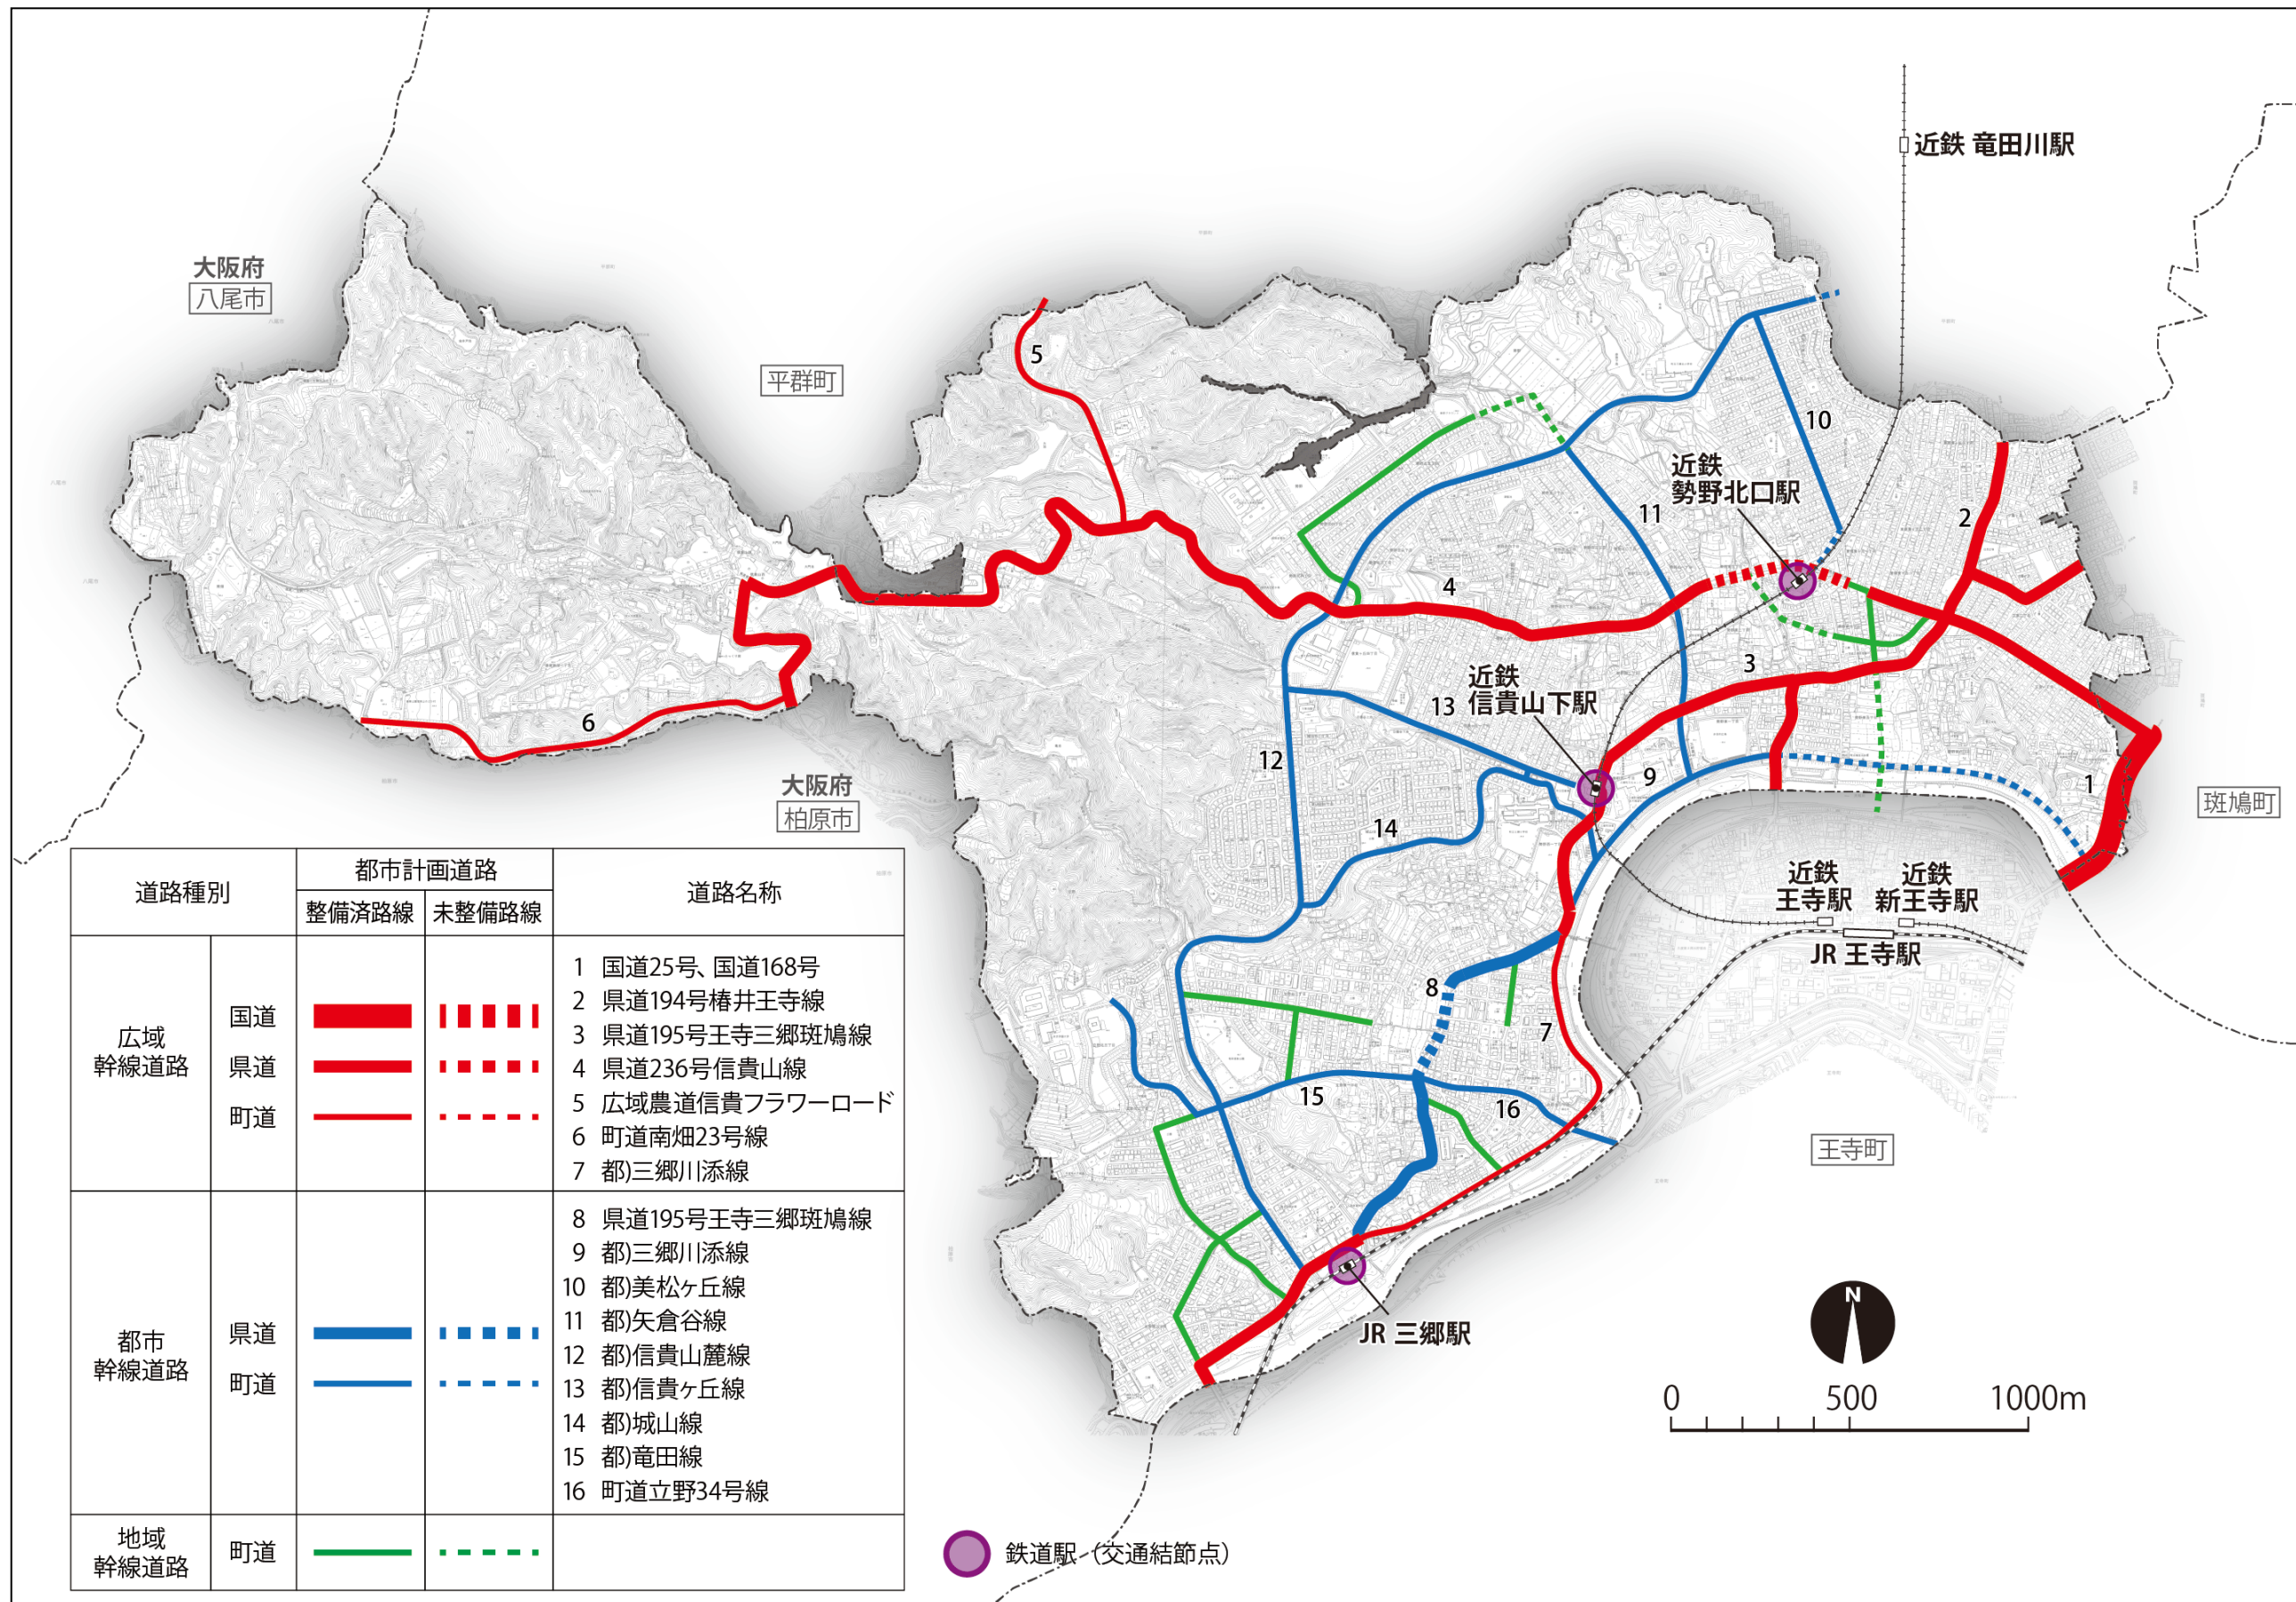 近鉄 竜田川駅
大阪府
八尾市
平群町
5
10
近鉄
勢野北口駅
11
2
4
3
近鉄
信貴山下駅
13
6
12
9
1
大阪府
柏原市
斑鳩町
14
近鉄
王寺駅
近鉄
新王寺駅
JR 王寺駅
8
7
15
16
王寺町
JR 三郷駅
N
0 500 1000m
鉄道駅（交通結節点）
道路種別
都市計画道路
整備済路線
未整備路線
道路名称
広域
幹線道路
国道
県道
町道
1 国道25号、国道168号
2 県道194号椿井王寺線
3 県道195号王寺三郷斑鳩線
4 県道236号信貴山線
5 広域農道信貴フラワーロード
6 町道南畑23号線
7 都)三郷川添線
都市
幹線道路
県道
町道
8 県道195号王寺三郷斑鳩線
9 都)三郷川添線
10 都)美松ヶ丘線
11 都)矢倉谷線
12 都)信貴山麓線
13 都)信貴ヶ丘線
14 都)城山線
15 都)竜田線
16 町道立野34号線
地域
幹線道路
町道